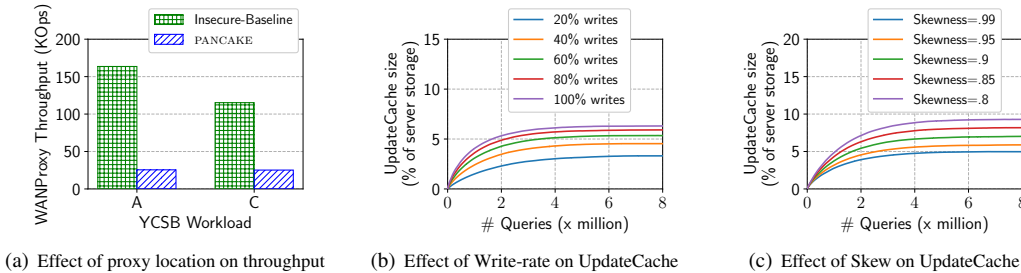 Insecure-Baseline
PANCAKE
WANProxy Throughput (KOps)
200
150
100
50
0
A
C
YCSB Workload
(a) Effect of proxy location on throughput
20% writes
40% writes
60% writes
80% writes
100% writes
UpdateCache size
(% of server storage)
15
10
5
0
0 2 4 6 8
# Queries (x million)
(b) Effect of Write-rate on UpdateCache
Skewness=.99
Skewness=.95
Skewness=.9
Skewness=.85
Skewness=.8
UpdateCache size
(% of server storage)
15
10
5
0
0 2 4 6 8
# Queries (x million)
(c) Effect of Skew on UpdateCache